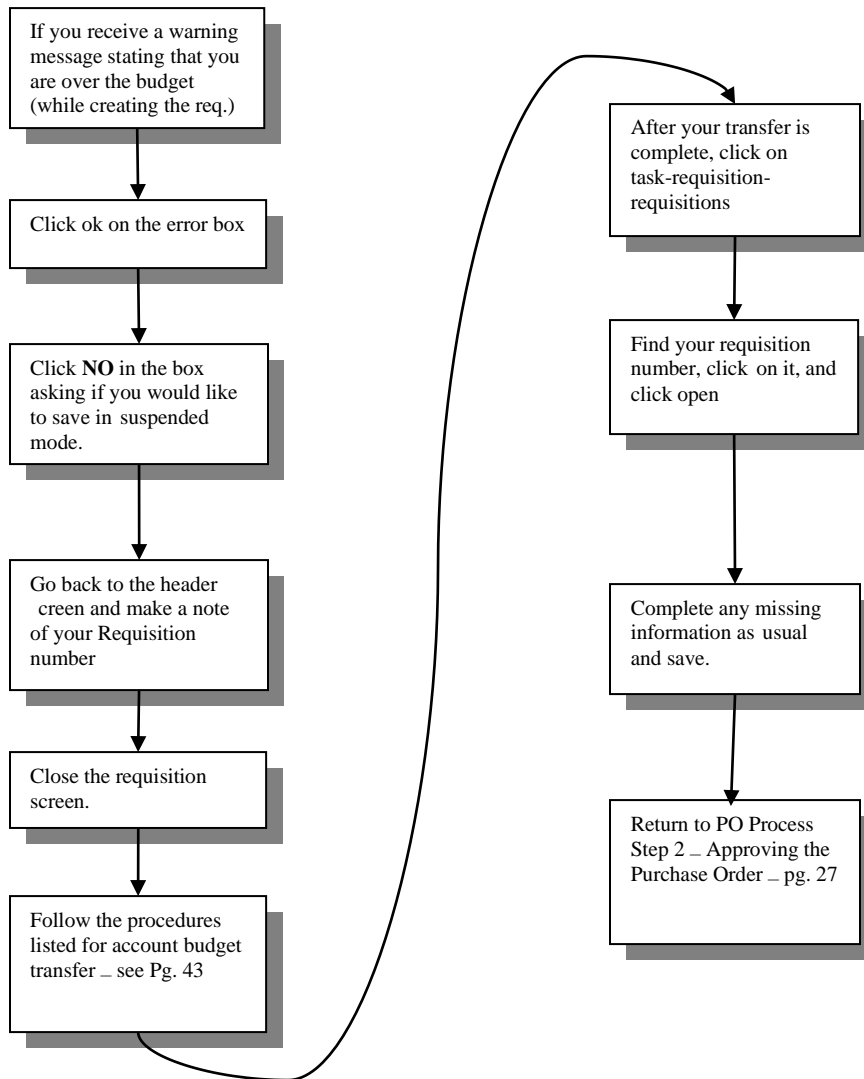 If you receive a warning
message stating that you
are over the budget
(while creating the req.)
Click ok on the error box
Click NO in the box
asking if you would like
to save in suspended
mode.
Go back to the header
creen and make a note
of your Requisition
number
Close the requisition
screen.
Follow the procedures
listed for account budget
transfer – see Pg. 43
After your transfer is
complete, click on
task-requisition-
requisitions
Find your requisition
number, click on it, and
click open
Complete any missing
information as usual
and save.
Return to PO Process
Step 2 – Approving the
Purchase Order – pg. 27